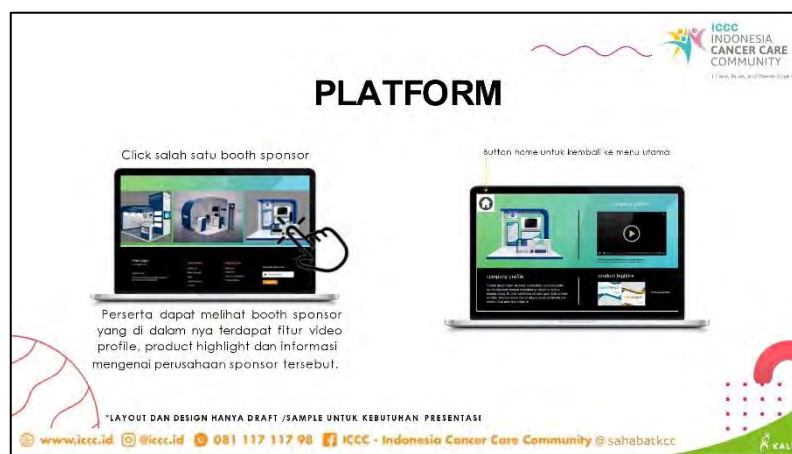 iccc
INDONESIA
CANCER CARE
COMMUNITY
PLATFORM
Click salah satu booth sponsor
Button home untuk kembali ke menu utama
company profile
company profile
product highlite
Perserta dapat melihat booth sponsor
yang di dalam nya terdapat fitur video
profile, product highlight dan informasi
mengenai perusahaan sponsor tersebut.
*LAYOUT DAN DESIGN HANYA DRAFT /SAMPLE UNTUK KEBUTUHAN PRESENTASI
www.iccc.id @iccc.id 081 117 117 98 ICCC - Indonesia Cancer Care Community @sahabatkcc